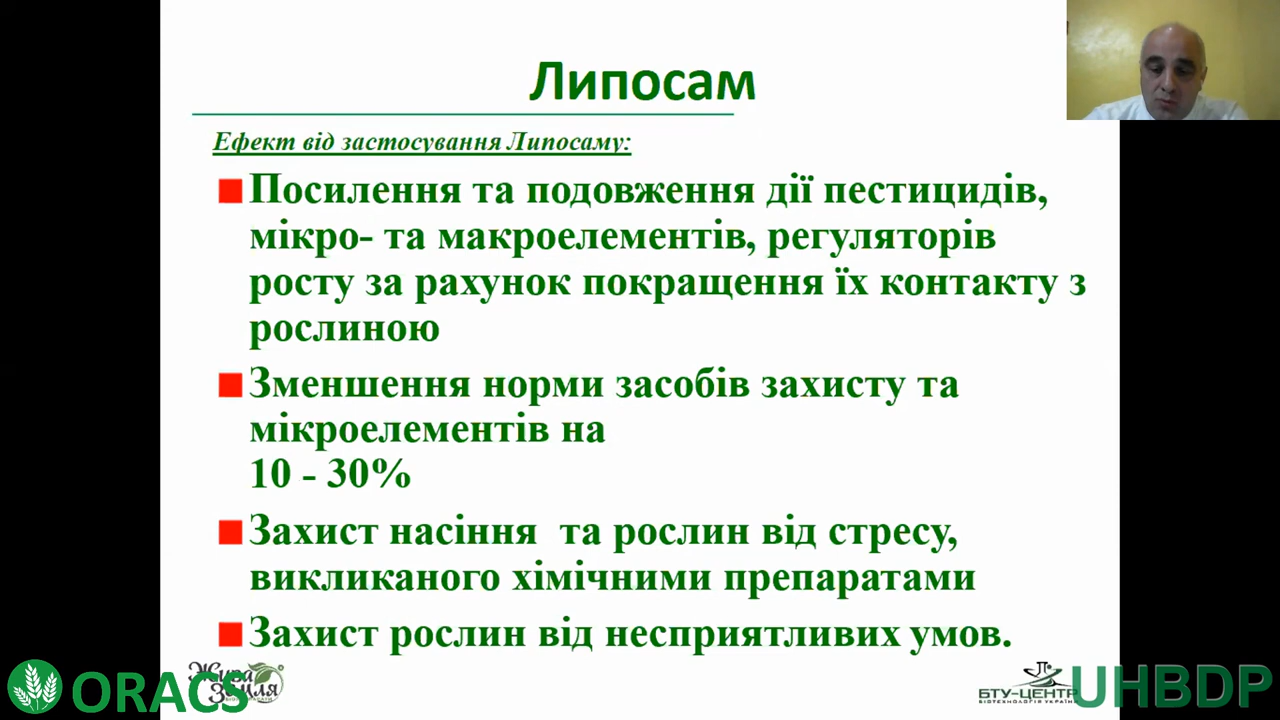 Липосам
Ефект від застосування Липосаму:
Посилення та подовження дії пестицидів,
мікро- та макроелементів, регуляторів
росту за рахунок покращення їх контакту з
рослиною
Зменшення норми засобів захисту та
мікроелементів на
10 - 30%
Захист насіння та рослин від стресу,
викликаного хімічними препаратами
Захист рослин від несприятливих умов.
Жива
Земля
ORACS
БТУ-ЦЕНТР
БІОТЕХНОЛОГІЯ УКРАЇНИ
UHBDP